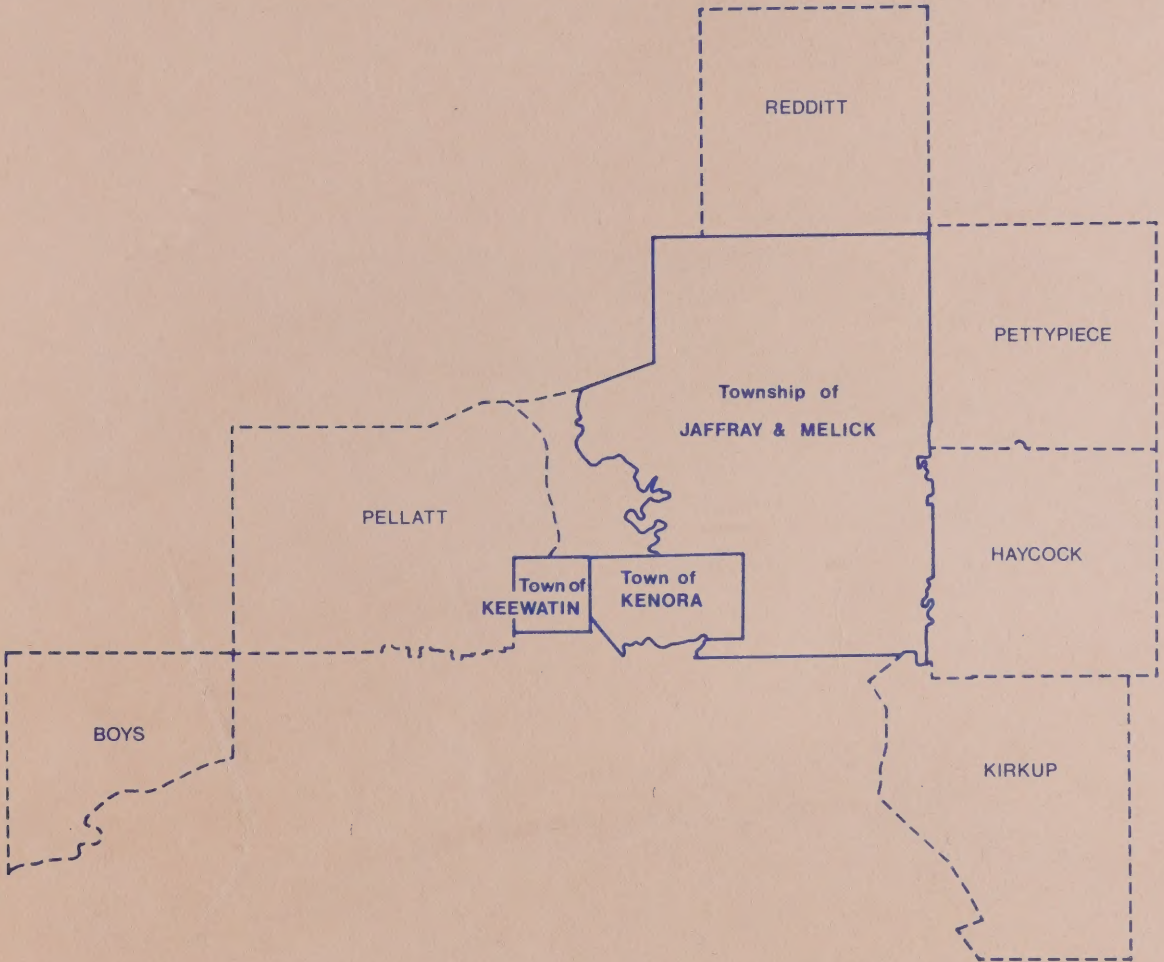 REDDITT
PETTYPIECE
Township of
JAFFRAY & MELICK
PELLATT
HAYCOCK
Town of
KEEWATIN
Town of
KENORA
BOYS
KIRKUP